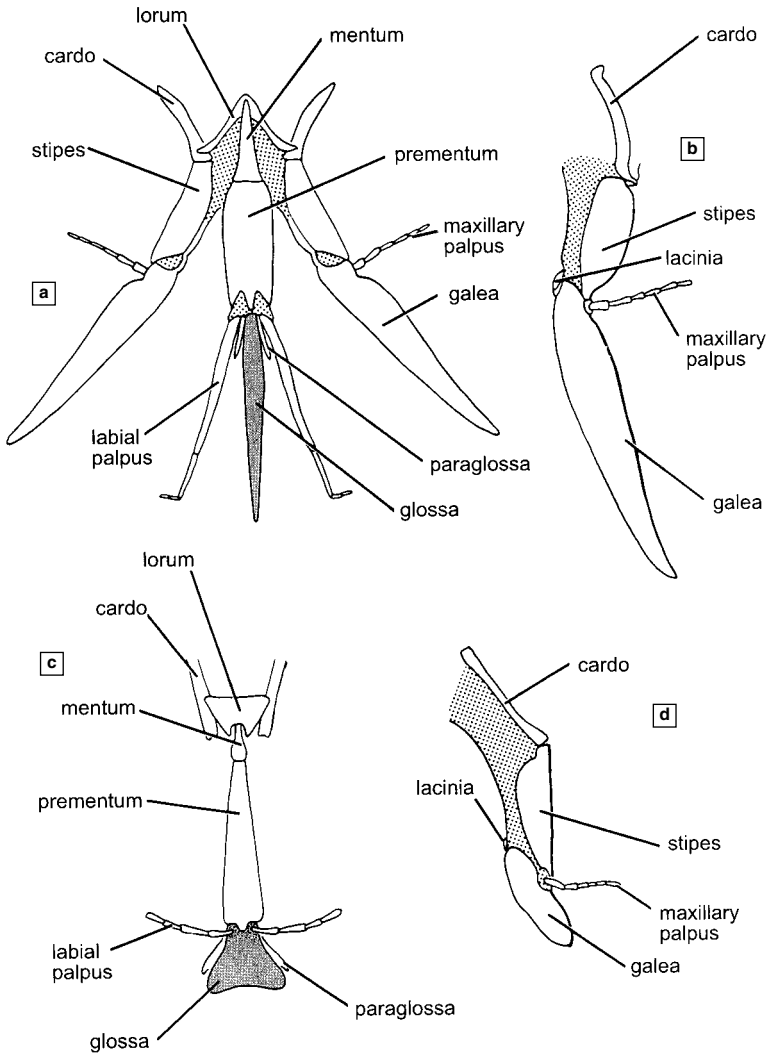 lorum
mentum
cardo
stipes
prementum
maxillary
palpus
a
galea
labial
palpus
paraglossa
glossa
cardo
b
stipes
lacinia
maxillary
palpus
galea
lorum
cardo
c
mentum
prementum
labial
palpus
paraglossa
glossa
cardo
d
lacinia
stipes
maxillary
palpus
galea